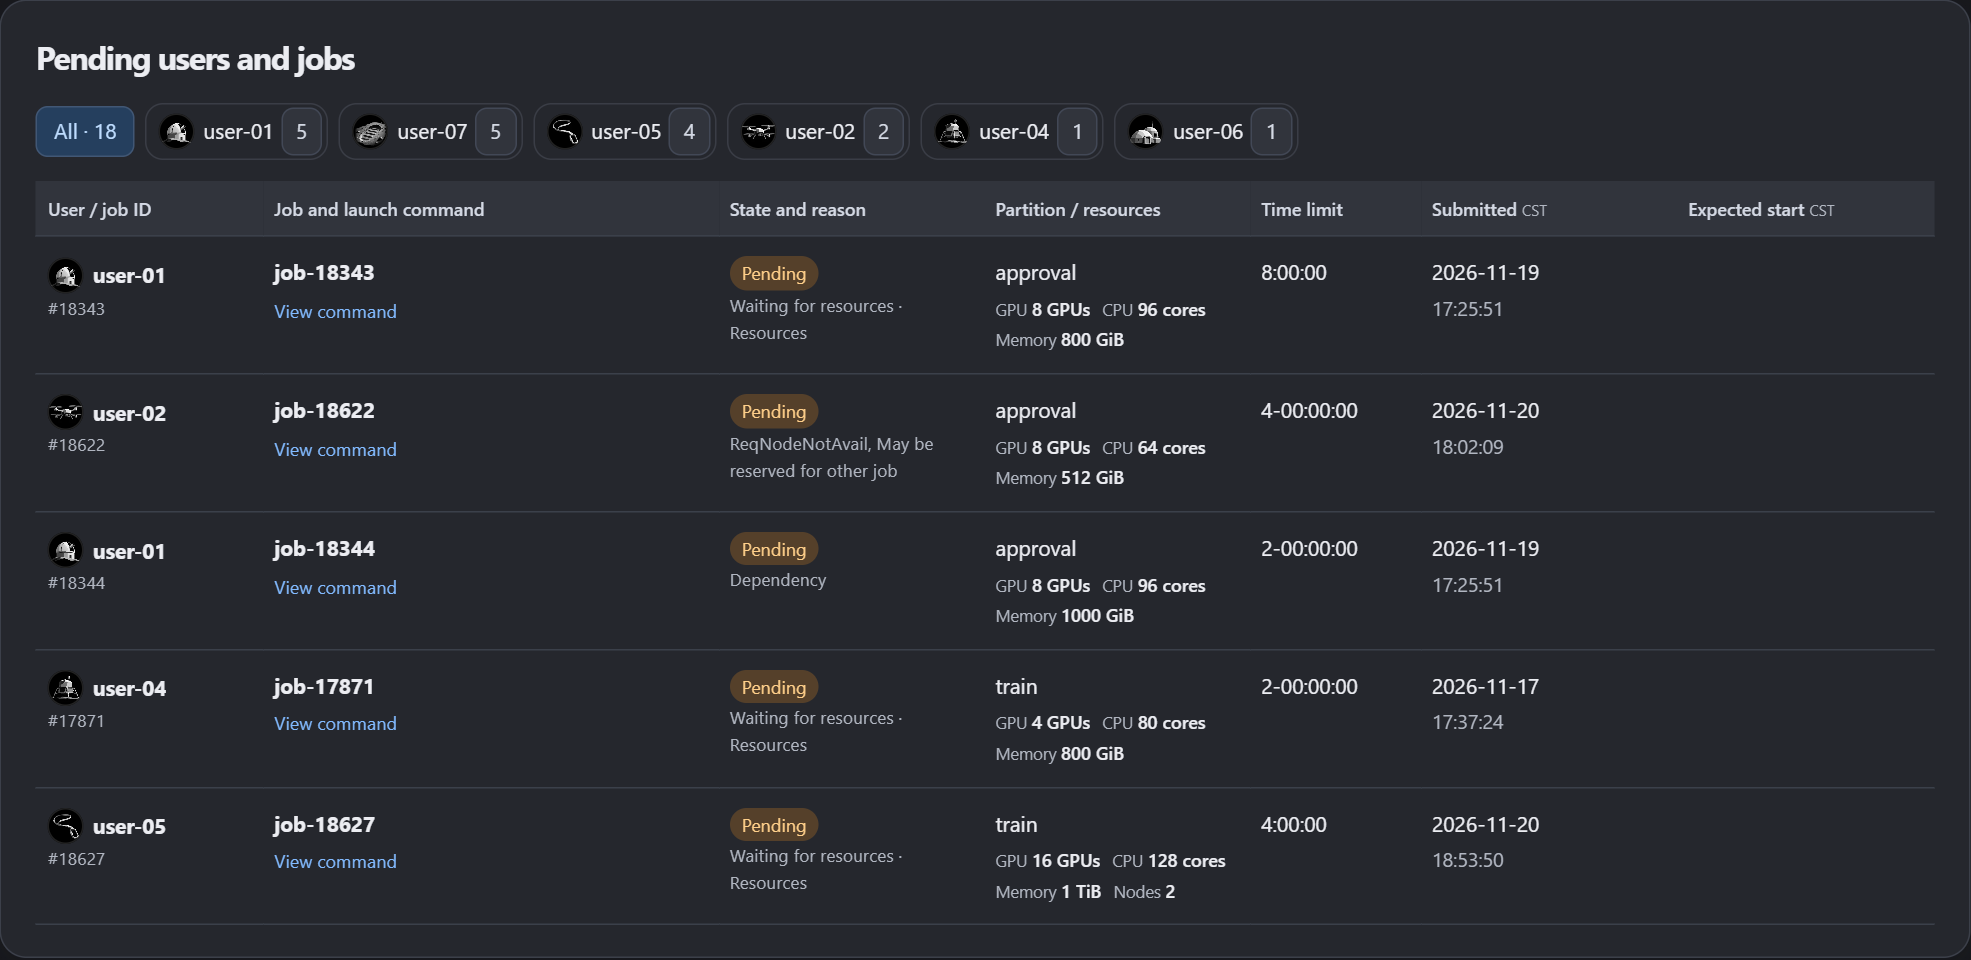 Pending users and jobs
All · 18 user-01 5 user-07 5 user-05 4 user-02 2 user-04 1 user-06 1
User / job ID Job and launch command State and reason Partition / resources Time limit Submitted CST Expected start CST
user-01 job-18343 Pending approval 8:00:00 2026-11-19
#18343 View command Waiting for resources · GPU 8 GPUs CPU 96 cores 17:25:51
Resources Memory 800 GiB
user-02 job-18622 Pending approval 4-00:00:00 2026-11-20
#18622 View command ReqNodeNotAvail, May be GPU 8 GPUs CPU 64 cores 18:02:09
reserved for other job Memory 512 GiB
user-01 job-18344 Pending approval 2-00:00:00 2026-11-19
#18344 View command Dependency GPU 8 GPUs CPU 96 cores 17:25:51
Memory 1000 GiB
user-04 job-17871 Pending train 2-00:00:00 2026-11-17
#17871 View command Waiting for resources · GPU 4 GPUs CPU 80 cores 17:37:24
Resources Memory 800 GiB
user-05 job-18627 Pending train 4:00:00 2026-11-20
#18627 View command Waiting for resources · GPU 16 GPUs CPU 128 cores 18:53:50
Resources Memory 1 TiB Nodes 2